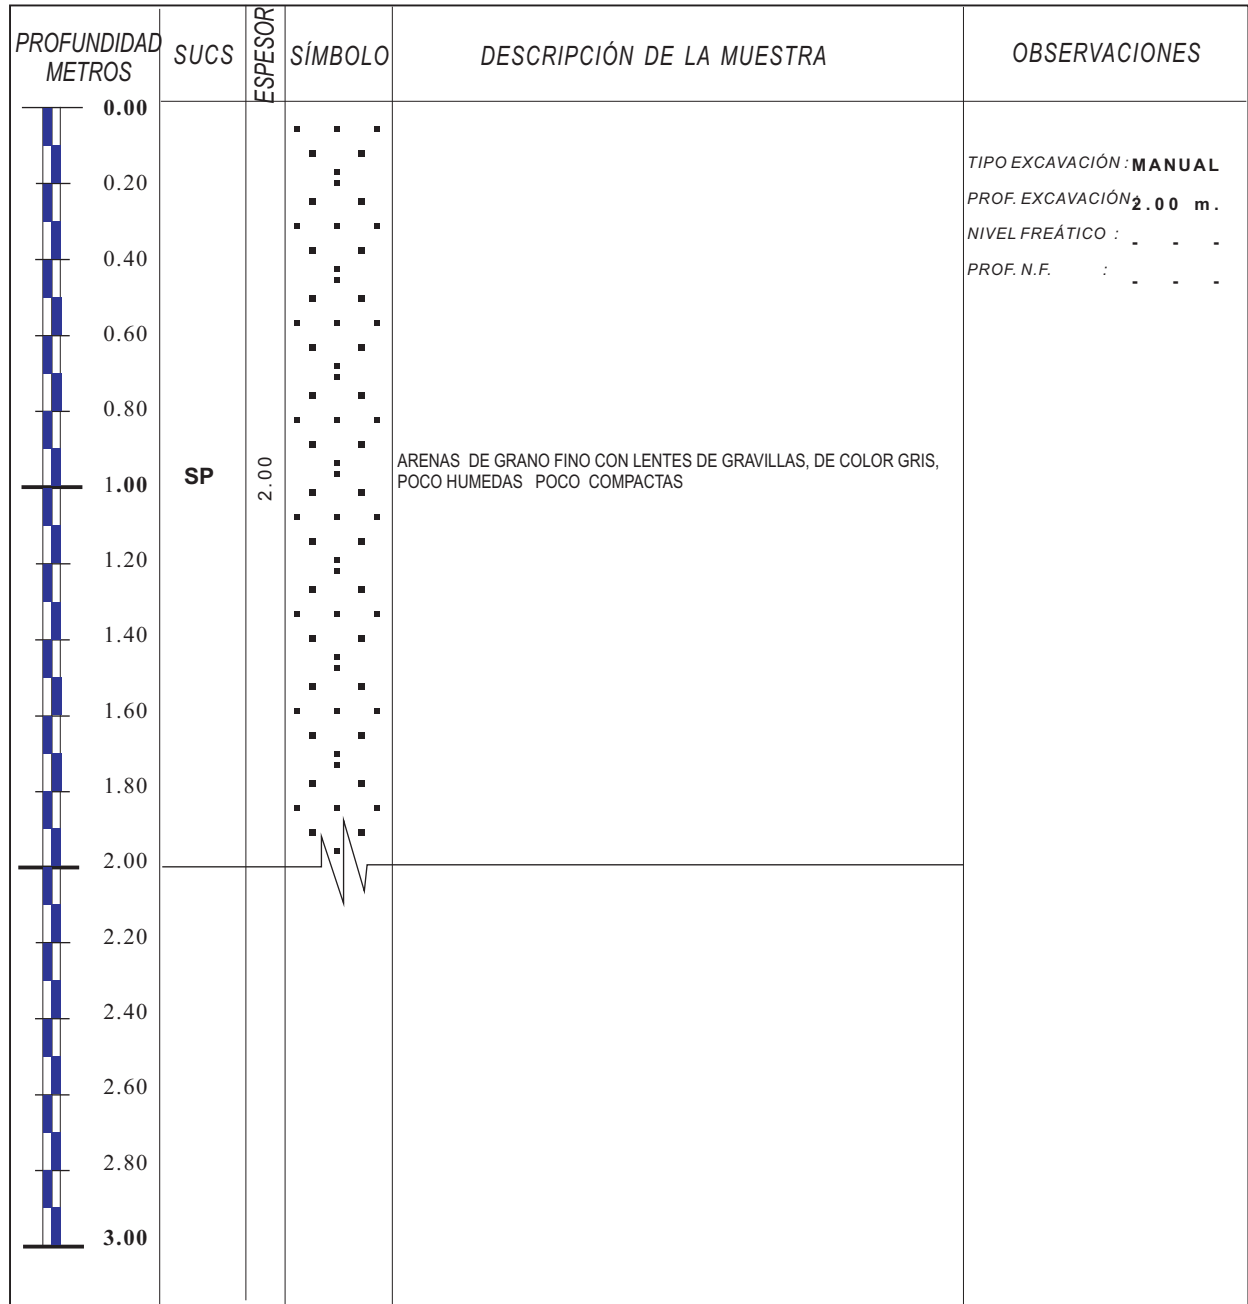 PROFUNDIDAD
METROS
SUCS
ESPESOR
SÍMBOLO
DESCRIPCIÓN DE LA MUESTRA
OBSERVACIONES
0.00
0.20
0.40
0.60
0.80
1.00
1.20
1.40
1.60
1.80
2.00
2.20
2.40
2.60
2.80
3.00
SP
2.00
ARENAS DE GRANO FINO CON LENTES DE GRAVILLAS, DE COLOR GRIS,
POCO HUMEDAS POCO COMPACTAS
TIPO EXCAVACIÓN : MANUAL
PROF. EXCAVACIÓN : 2.00 m.
NIVEL FREÁTICO : - - -
PROF. N.F. : - - -